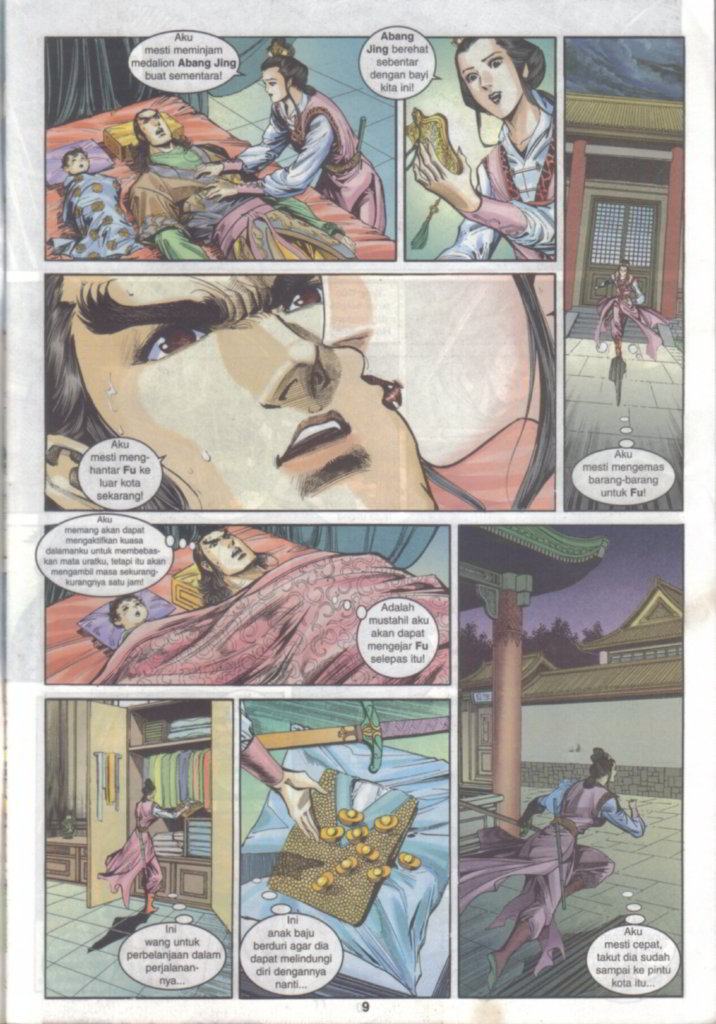 Aku
mesti meminjam
medalion Abang Jing
buat sementara!
Abang
Jing berehat
sebentar
dengan bayi
kita ini!
Aku
mesti meng-
hantar Fu ke
luar kota
sekarang!
Aku
mesti mengemas
barang-barang
untuk Fu!
Aku
memang akan dapat
mengaktifkan kuasa
dalamanku untuk membebas-
kan mata uratku, tetapi itu akan
mengambil masa sekurang-
kurangnya satu jam!
Adalah
mustahil aku
akan dapat
mengejar Fu
selepas itu!
Ini
wang untuk
perbelanjaan dalam
perjalanan-
nya...
Ini
anak baju
berduri agar dia
dapat melindungi
diri dengannya
nanti...
Aku
mesti cepat,
takut dia sudah
sampai ke pintu
kota itu...
9